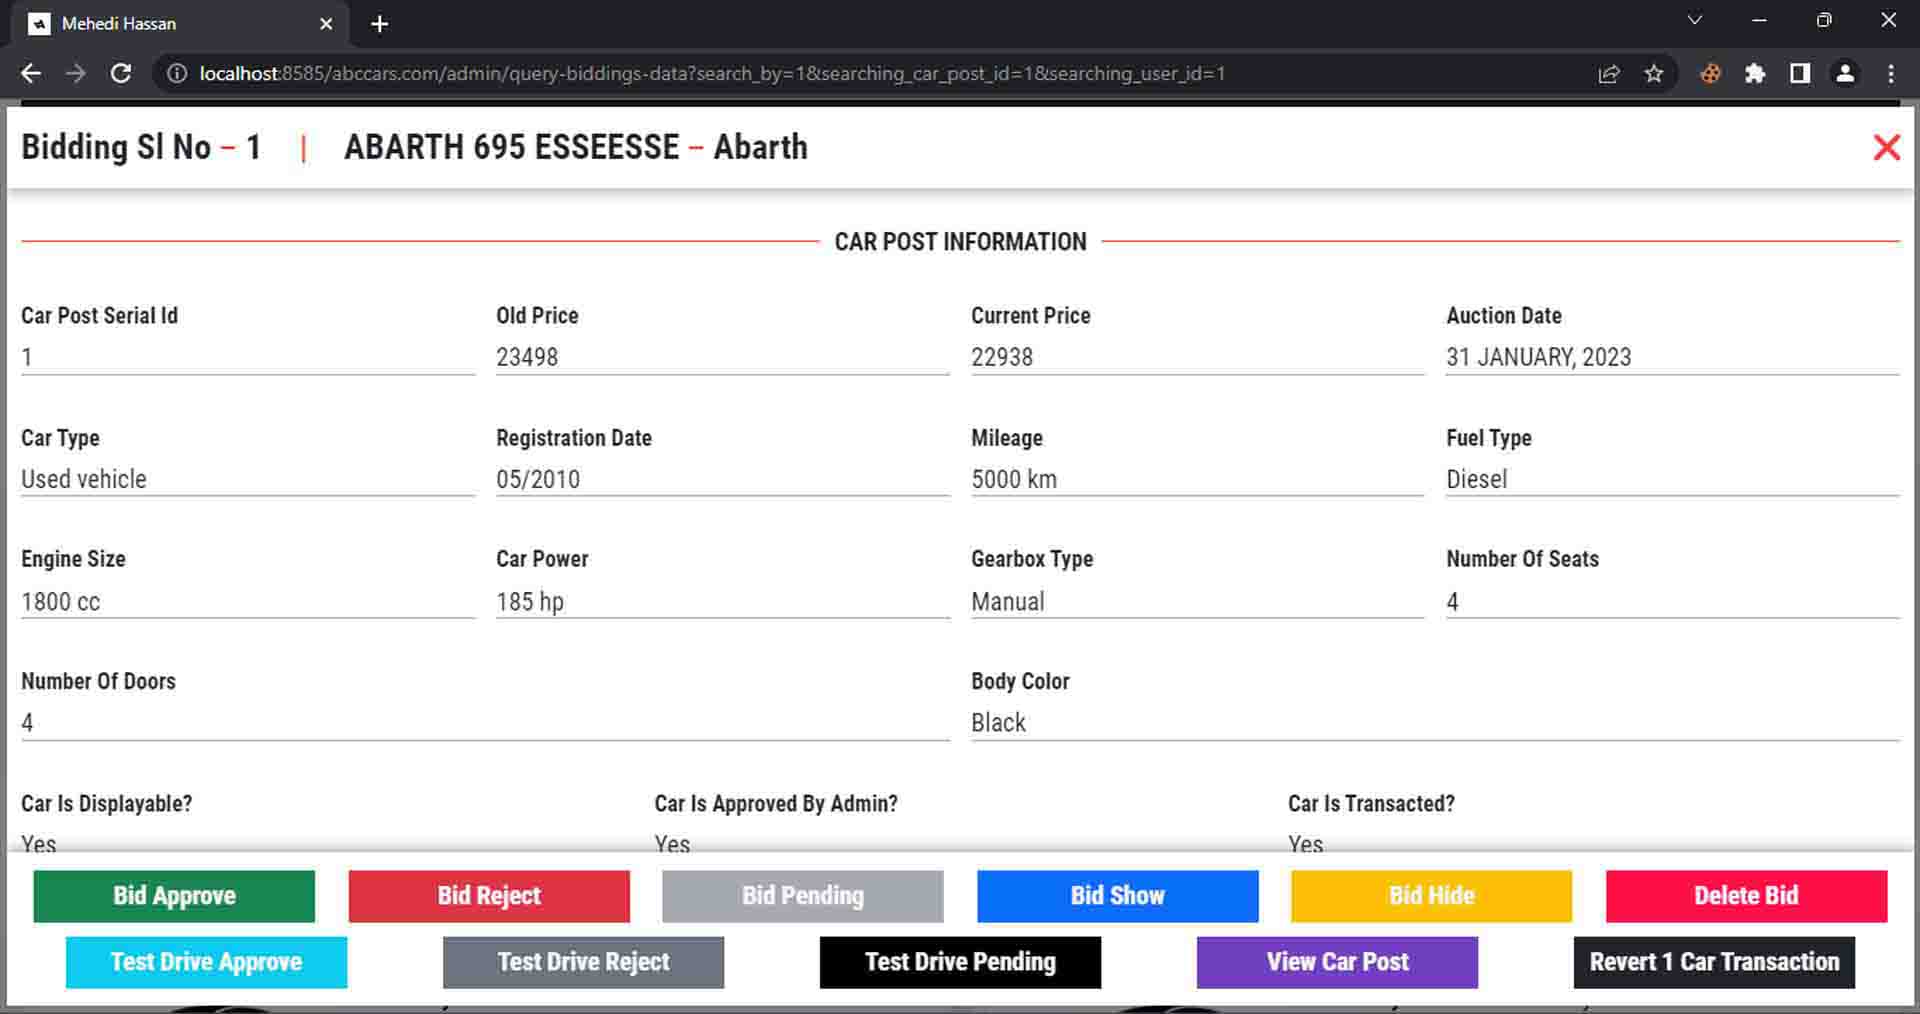 Mehedi Hassan
localhost:8585/abccars.com/admin/query-biddings-data?search_by=1&searching_car_post_id=1&searching_user_id=1
Bidding Sl No – 1 | ABARTH 695 ESSEESSE – Abarth
CAR POST INFORMATION
Car Post Serial Id Old Price Current Price Auction Date
1 23498 22938 31 JANUARY, 2023
Car Type Registration Date Mileage Fuel Type
Used vehicle 05/2010 5000 km Diesel
Engine Size Car Power Gearbox Type Number Of Seats
1800 cc 185 hp Manual 4
Number Of Doors Body Color
4 Black
Car Is Displayable? Car Is Approved By Admin? Car Is Transacted?
Yes Yes Yes
Bid Approve Bid Reject Bid Pending Bid Show Bid Hide Delete Bid
Test Drive Approve Test Drive Reject Test Drive Pending View Car Post Revert 1 Car Transaction